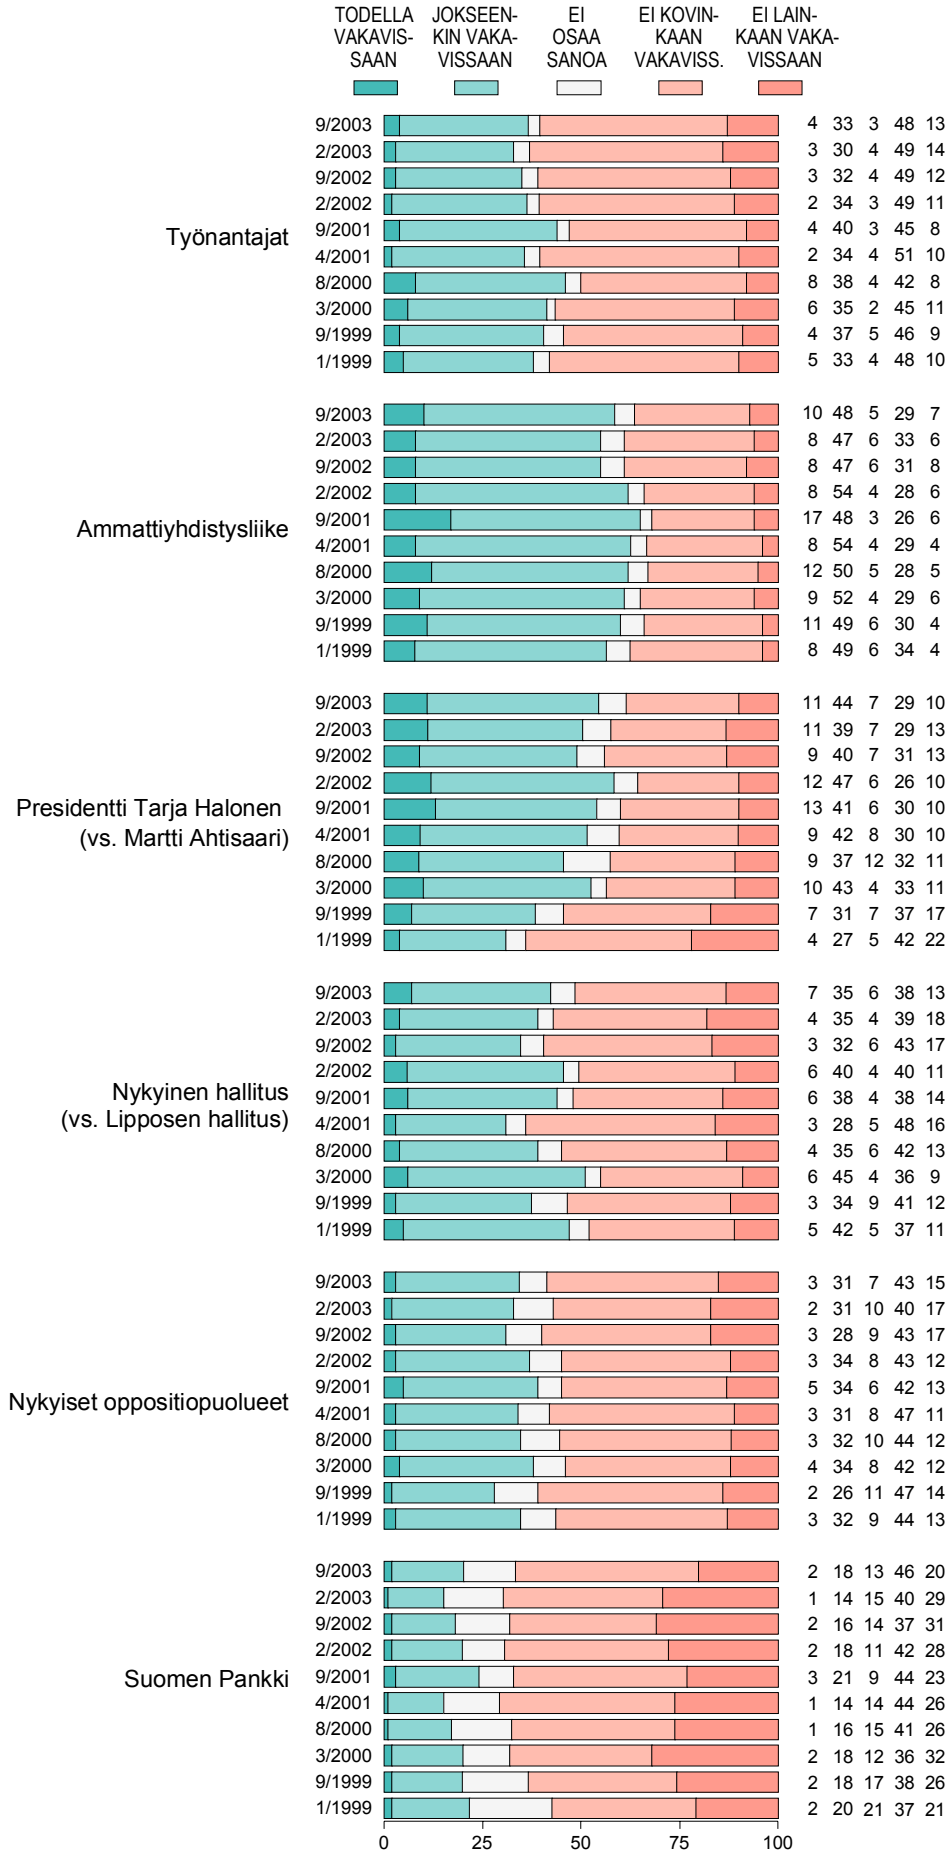 TODELLA JOKSEEN- EI EI KOVIN- EI LAIN-
VAKAVIS- KIN VAKA- OSAA KAAN KAAN VAKA-
SAAN VISSAAN SANOA VAKAVISS. VISSAAN
9/2003 4 33 3 48 13
2/2003 3 30 4 49 14
9/2002 3 32 4 49 12
2/2002 2 34 3 49 11
Työnantajat
9/2001 4 40 3 45 8
4/2001 2 34 4 51 10
8/2000 8 38 4 42 8
3/2000 6 35 2 45 11
9/1999 4 37 5 46 9
1/1999 5 33 4 48 10
9/2003 10 48 5 29 7
2/2003 8 47 6 33 6
9/2002 8 47 6 31 8
2/2002 8 54 4 28 6
Ammattiyhdistysliike
9/2001 17 48 3 26 6
4/2001 8 54 4 29 4
8/2000 12 50 5 28 5
3/2000 9 52 4 29 6
9/1999 11 49 6 30 4
1/1999 8 49 6 34 4
9/2003 11 44 7 29 10
2/2003 11 39 7 29 13
9/2002 9 40 7 31 13
2/2002 12 47 6 26 10
Presidentti Tarja Halonen
9/2001 13 41 6 30 10
(vs. Martti Ahtisaari)
4/2001 9 42 8 30 10
8/2000 9 37 12 32 11
3/2000 10 43 4 33 11
9/1999 7 31 7 37 17
1/1999 4 27 5 42 22
9/2003 7 35 6 38 13
2/2003 4 35 4 39 18
9/2002 3 32 6 43 17
2/2002 6 40 4 40 11
Nykyinen hallitus
9/2001 6 38 4 38 14
(vs. Lipposen hallitus)
4/2001 3 28 5 48 16
8/2000 4 35 6 42 13
3/2000 6 45 4 36 9
9/1999 3 34 9 41 12
1/1999 5 42 5 37 11
9/2003 3 31 7 43 15
2/2003 2 31 10 40 17
9/2002 3 28 9 43 17
2/2002 3 34 8 43 12
Nykyiset oppositiopuolueet
9/2001 5 34 6 42 13
4/2001 3 31 8 47 11
8/2000 3 32 10 44 12
3/2000 4 34 8 42 12
9/1999 2 26 11 47 14
1/1999 3 32 9 44 13
9/2003 2 18 13 46 20
2/2003 1 14 15 40 29
9/2002 2 16 14 37 31
2/2002 2 18 11 42 28
Suomen Pankki
9/2001 3 21 9 44 23
4/2001 1 14 14 44 26
8/2000 1 16 15 41 26
3/2000 2 18 12 36 32
9/1999 2 18 17 38 26
1/1999 2 20 21 37 21
0 25 50 75 100